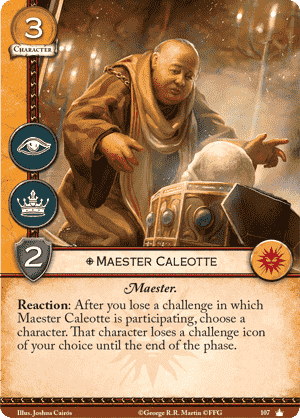 3
CHARACTER
2
MAESTER CALEOTTE
Maester.
Reaction: After you lose a challenge in which
Maester Caleotte is participating, choose a
character. That character loses a challenge icon
of your choice until the end of the phase.
Illus. Joshua Cairós ©George R.R. Martin ©FFG 107